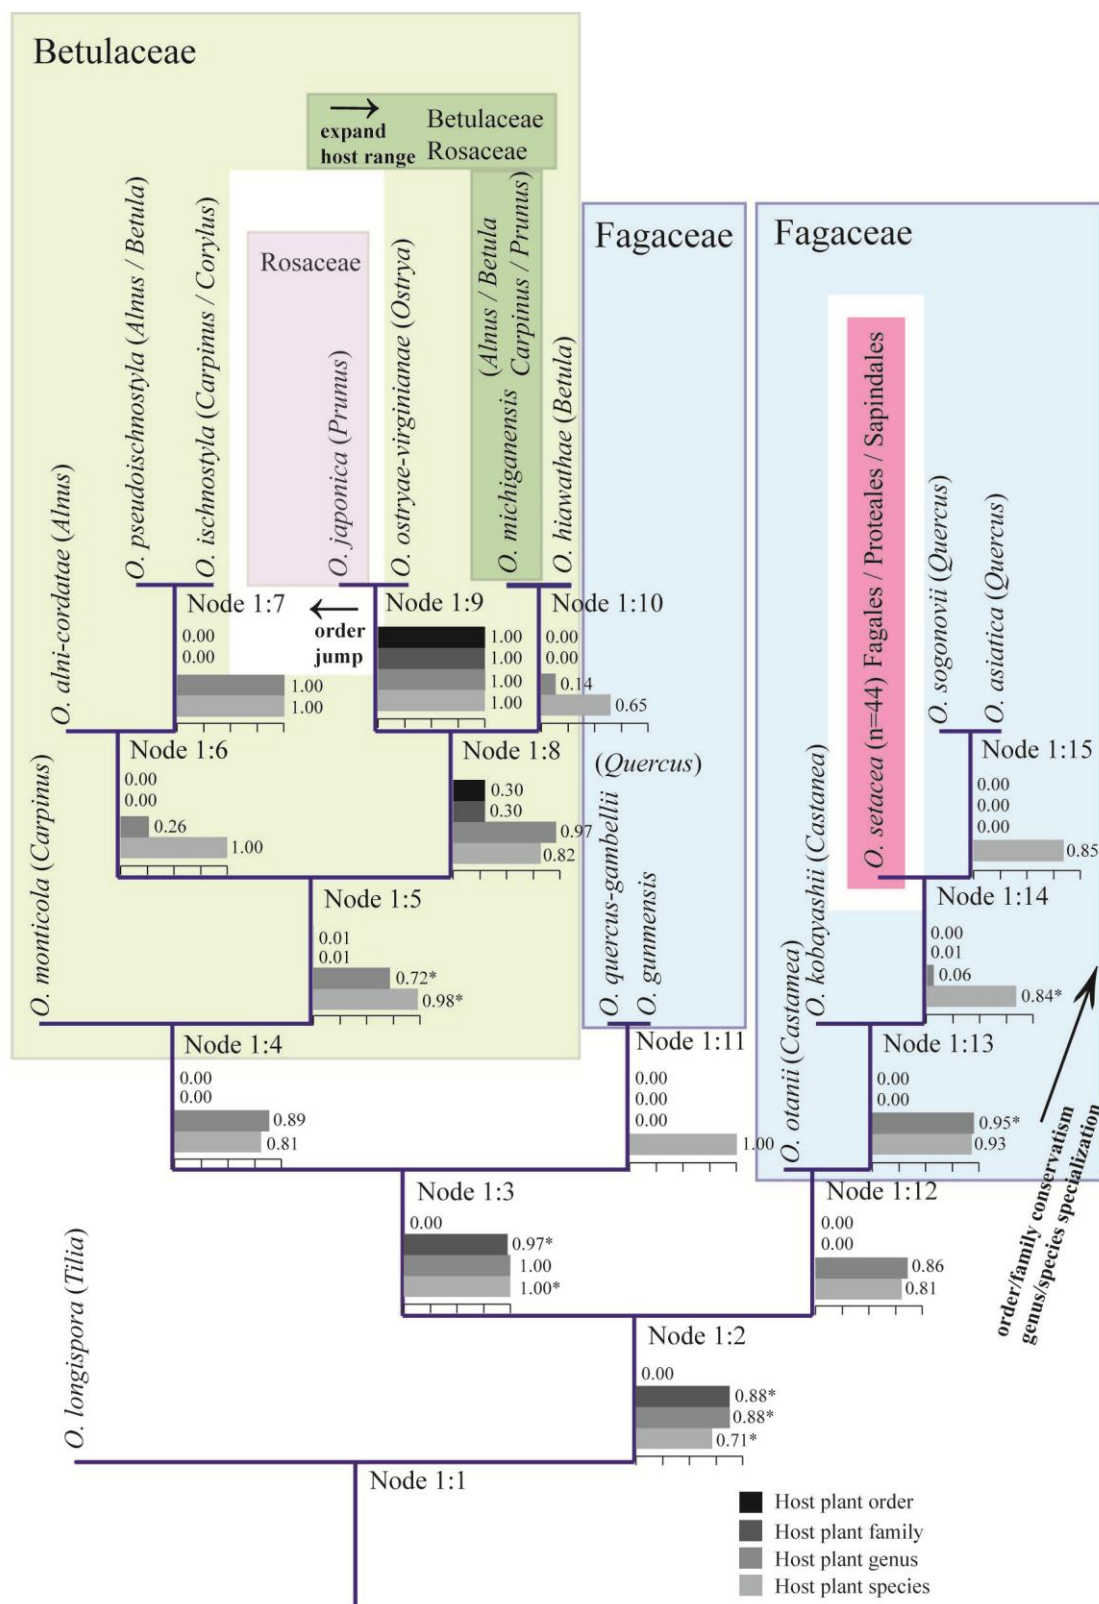 Betulaceae
expand
host range
Betulaceae
Rosaceae
Fagaceae
Fagaceae
Rosaceae
O. alni-cordatae (Alnus)
O. pseudoischnostyla (Alnus / Betula)
O. ischnostyla (Carpinus / Corylus)
O. japonica (Prunus)
O. ostryae-virginianae (Ostrya)
O. michiganensis (Alnus / Betula
Carpinus / Prunus)
O. hiawathae (Betula)
O. setacea (n=44) Fagales / Proteales / Sapindales
O. sogonovii (Quercus)
O. asiatica (Quercus)
Node 1:7
0.00
0.00
1.00
1.00
order
jump
Node 1:9
1.00
1.00
1.00
1.00
Node 1:10
0.00
0.00
0.14
0.65
O. monticola (Carpinus)
Node 1:6
0.00
0.00
0.26
1.00
Node 1:8
0.30
0.30
0.97
0.82
(Quercus)
O. quercus-gambellii
O. gunmensis
O. otanii (Castamea)
O. kobayashii (Castanea)
Node 1:15
0.00
0.00
0.00
0.85
Node 1:5
0.01
0.01
0.72*
0.98*
Node 1:14
0.00
0.01
0.06
0.84*
Node 1:4
0.00
0.00
0.89
0.81
Node 1:11
0.00
0.00
0.00
1.00
Node 1:13
0.00
0.00
0.95*
0.93
order/family conservatism
genus/species specialization
O. longispora (Tilia)
Node 1:3
0.00
0.97*
1.00
1.00*
Node 1:12
0.00
0.00
0.86
0.81
Node 1:2
0.00
0.88*
0.88*
0.71*
Node 1:1
Host plant order
Host plant family
Host plant genus
Host plant species